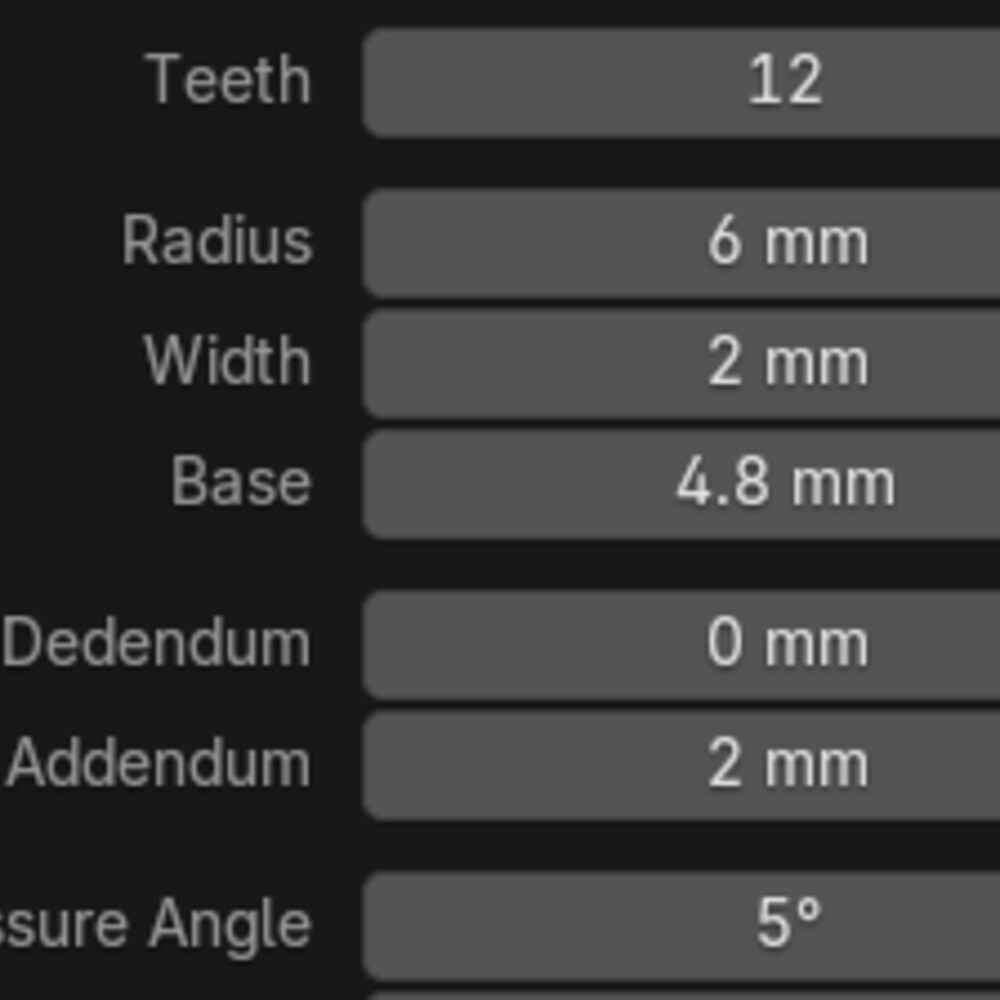 Teeth 12
Radius 6 mm
Width 2 mm
Base 4.8 mm
Dedendum 0 mm
Addendum 2 mm
ssure Angle 5°